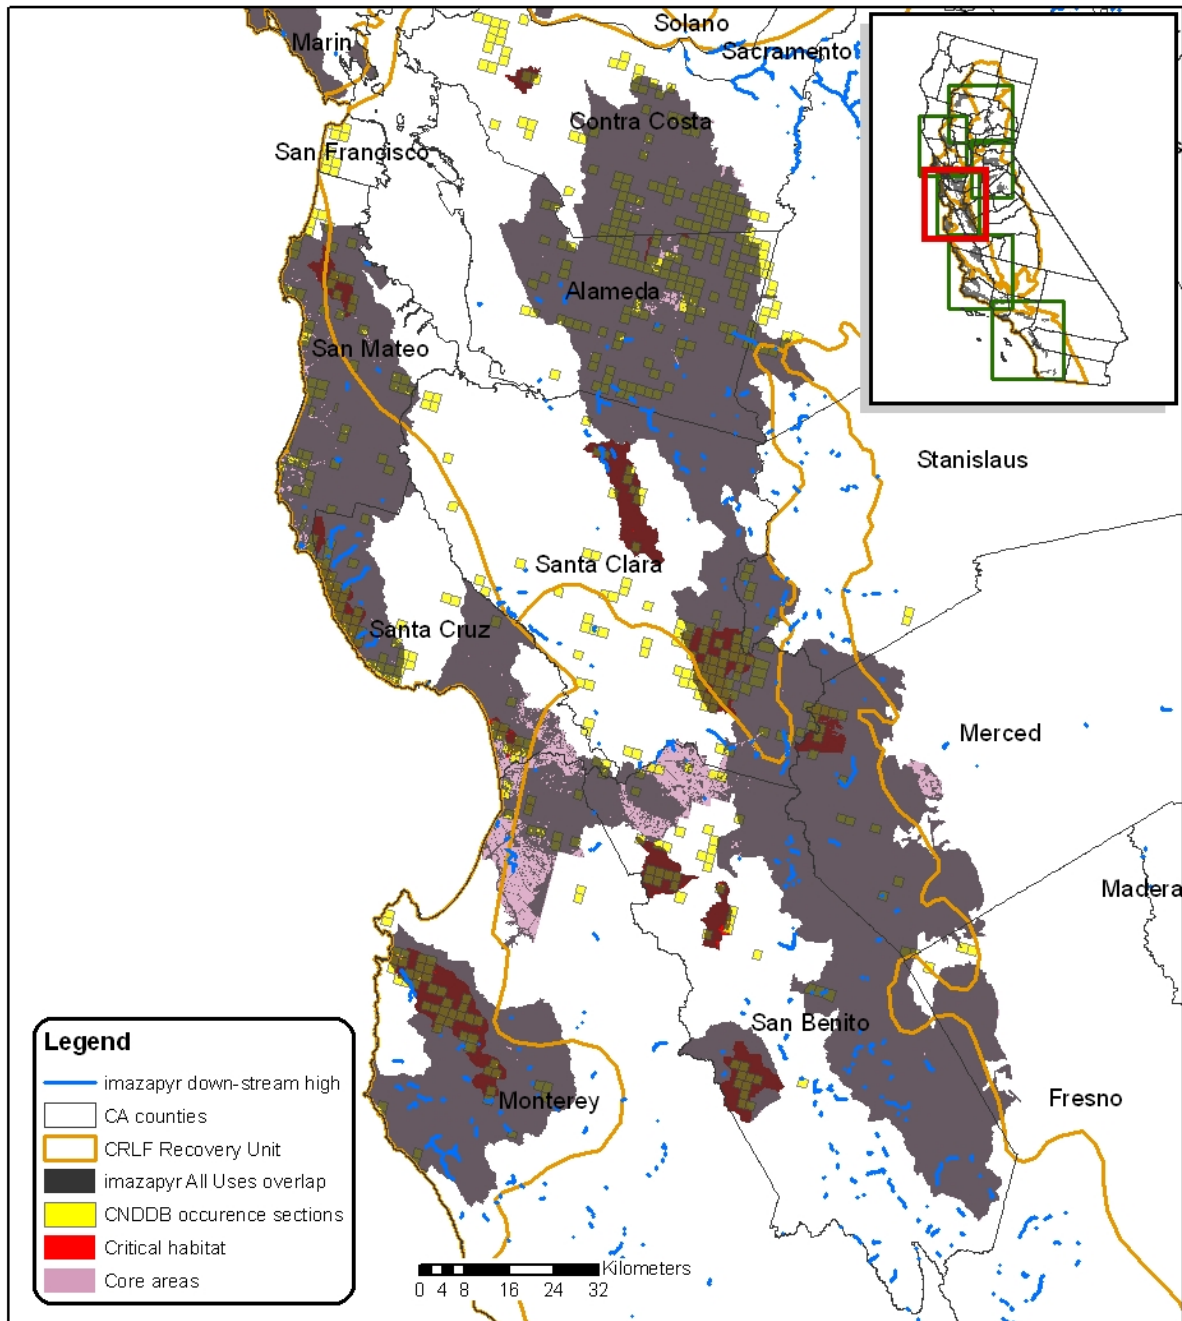 Solano
Marin
Sacramento
Contra Costa
San Francisco
Alameda
San Mateo
Stanislaus
Santa Clara
Santa Cruz
Merced
Madera
San Benito
Monterey
Fresno
Legend
imazapyr down-stream high
CA counties
CRLF Recovery Unit
imazapyr All Uses overlap
CNDDB occurence sections
Critical habitat
Core areas
Kilometers
0 4 8 16 24 32